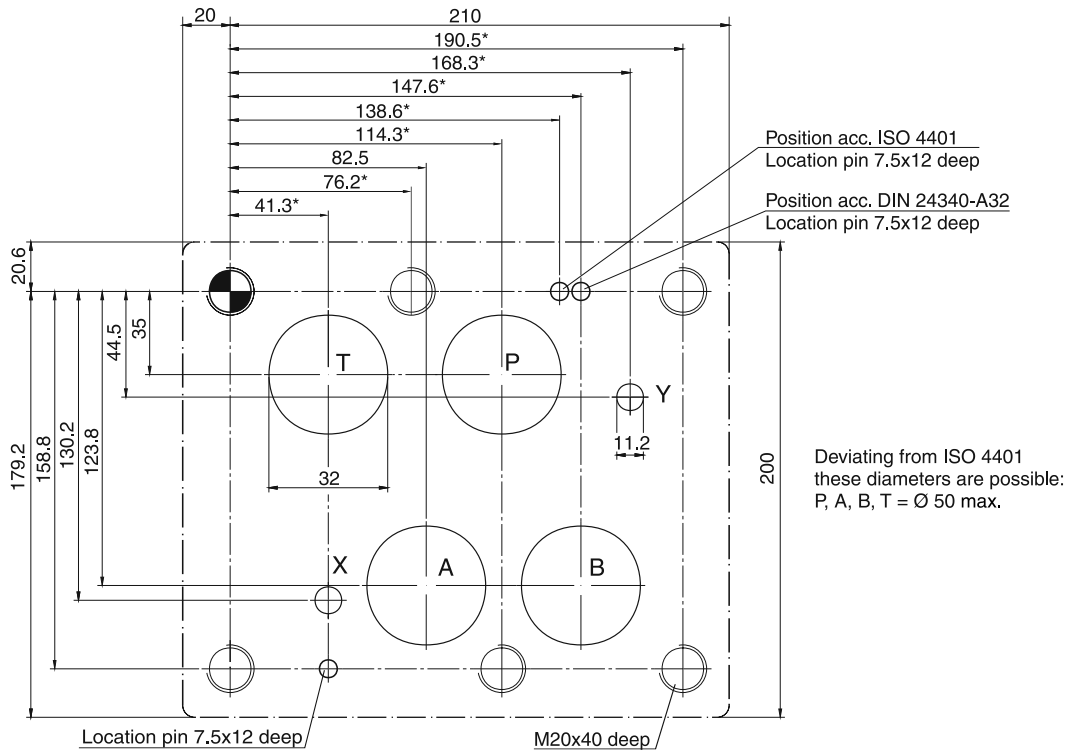 20
210
190.5*
168.3*
147.6*
138.6*
114.3*
82.5
76.2*
41.3*
Position acc. ISO 4401
Location pin 7.5x12 deep
Position acc. DIN 24340-A32
Location pin 7.5x12 deep
20.6
179.2
158.8
130.2
123.8
44.5
35
T
P
Y
11.2
32
200
Deviating from ISO 4401
these diameters are possible:
P, A, B, T = Ø 50 max.
X
A
B
Location pin 7.5x12 deep
M20x40 deep